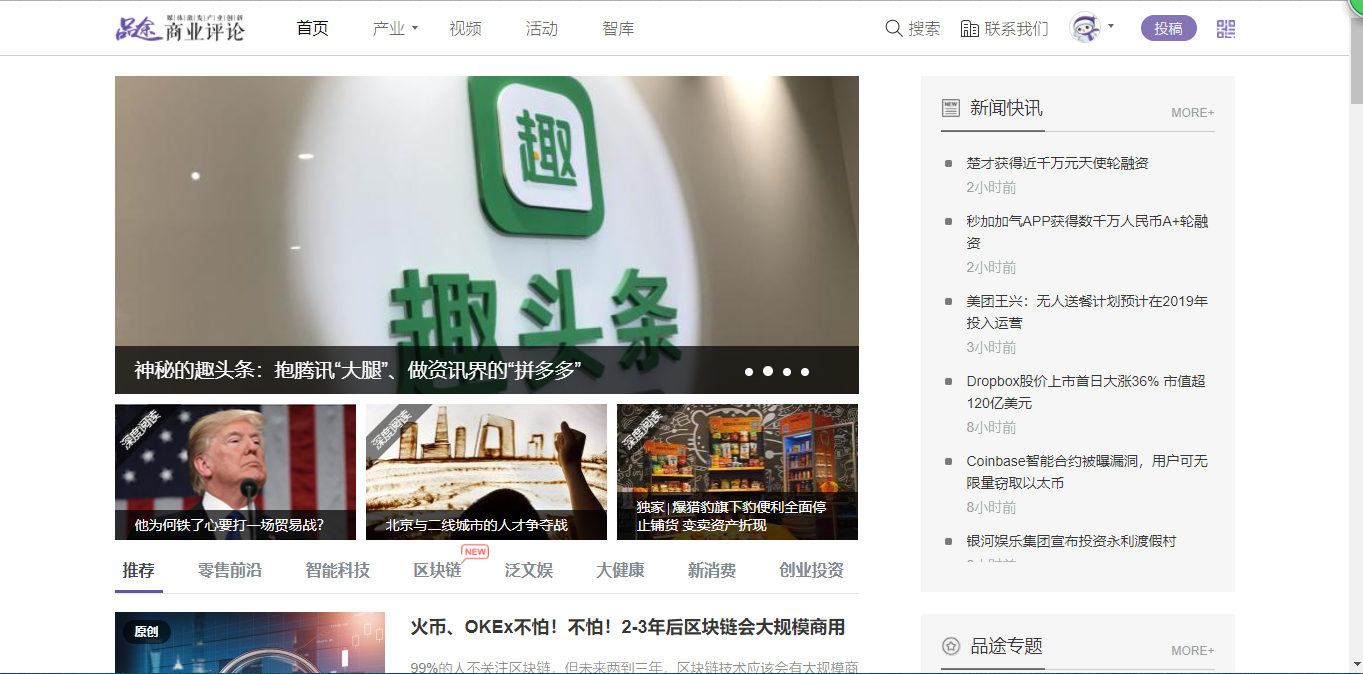 品途 商业评论
媒体激发产业创新
首页
产业
视频
活动
智库
搜索
联系我们
投稿
趣
趣头条
神秘的趣头条：抱腾讯“大腿”、做资讯界的“拼多多”
深度阅读
他为何铁了心要打一场贸易战？
深度阅读
北京与二线城市的人才争夺战
深度阅读
独家 | 爆猎豹旗下豹便利全面停
止铺货 变卖资产折现
推荐
零售前沿
智能科技
区块链
NEW
泛文娱
大健康
新消费
创业投资
原创
火币、OKEx不怕！不怕！2-3年后区块链会大规模商用
99%的人不关注区块链，但未来两到三年，区块链技术应该会有大规模商
NEW
新闻快讯
MORE+
楚才获得近千万元天使轮融资
2小时前
秒加加气APP获得数千万人民币A+轮融
资
2小时前
美团王兴：无人送餐计划预计在2019年
投入运营
3小时前
Dropbox股价上市首日大涨36% 市值超
120亿美元
8小时前
Coinbase智能合约被曝漏洞，用户可无
限量窃取以太币
8小时前
银河娱乐集团宣布投资永利渡假村
品途专题
MORE+